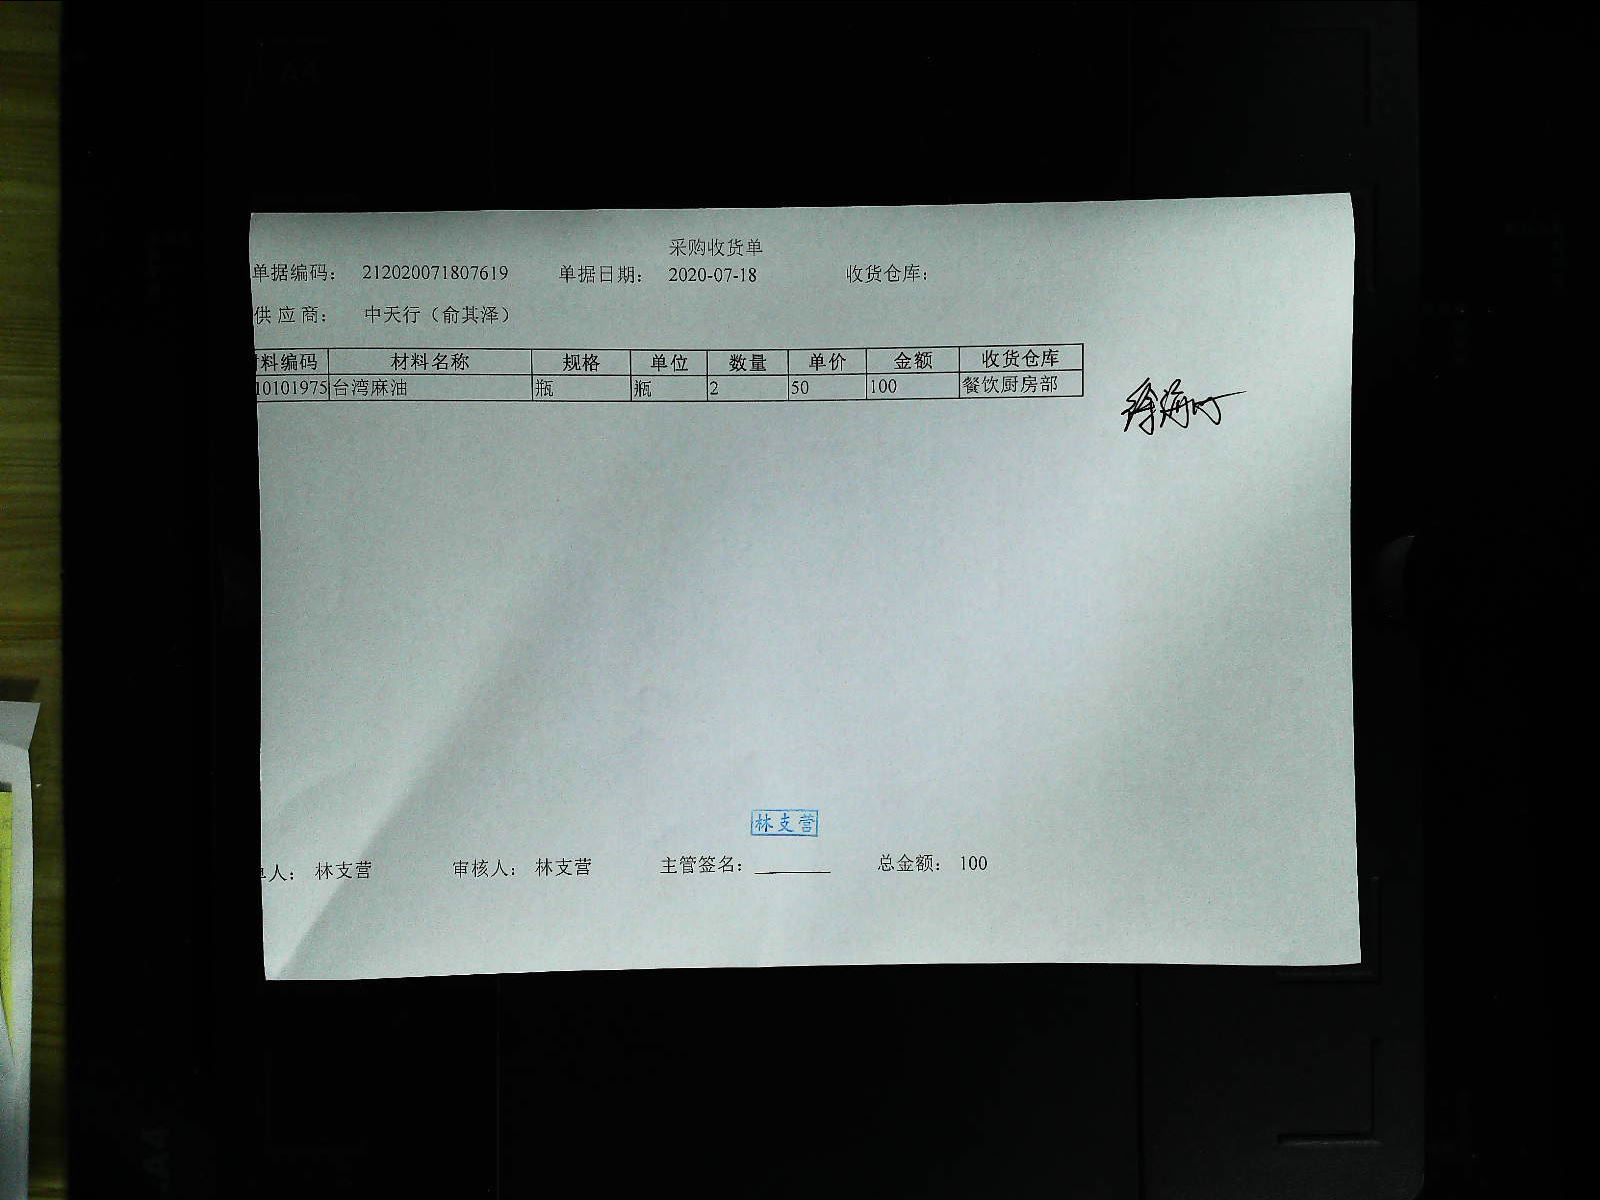 采购收货单
单据编码: 212020071807619 单据日期: 2020-07-18 收货仓库:
供应商: 中天行（俞其泽）
料编码 材料名称 规格 单位 数量 单价 金额 收货仓库
10101975 台湾麻油 瓶 瓶 2 50 100 餐饮厨房部
林支营
人: 林支营 审核人: 林支营 主管签名: 总金额: 100